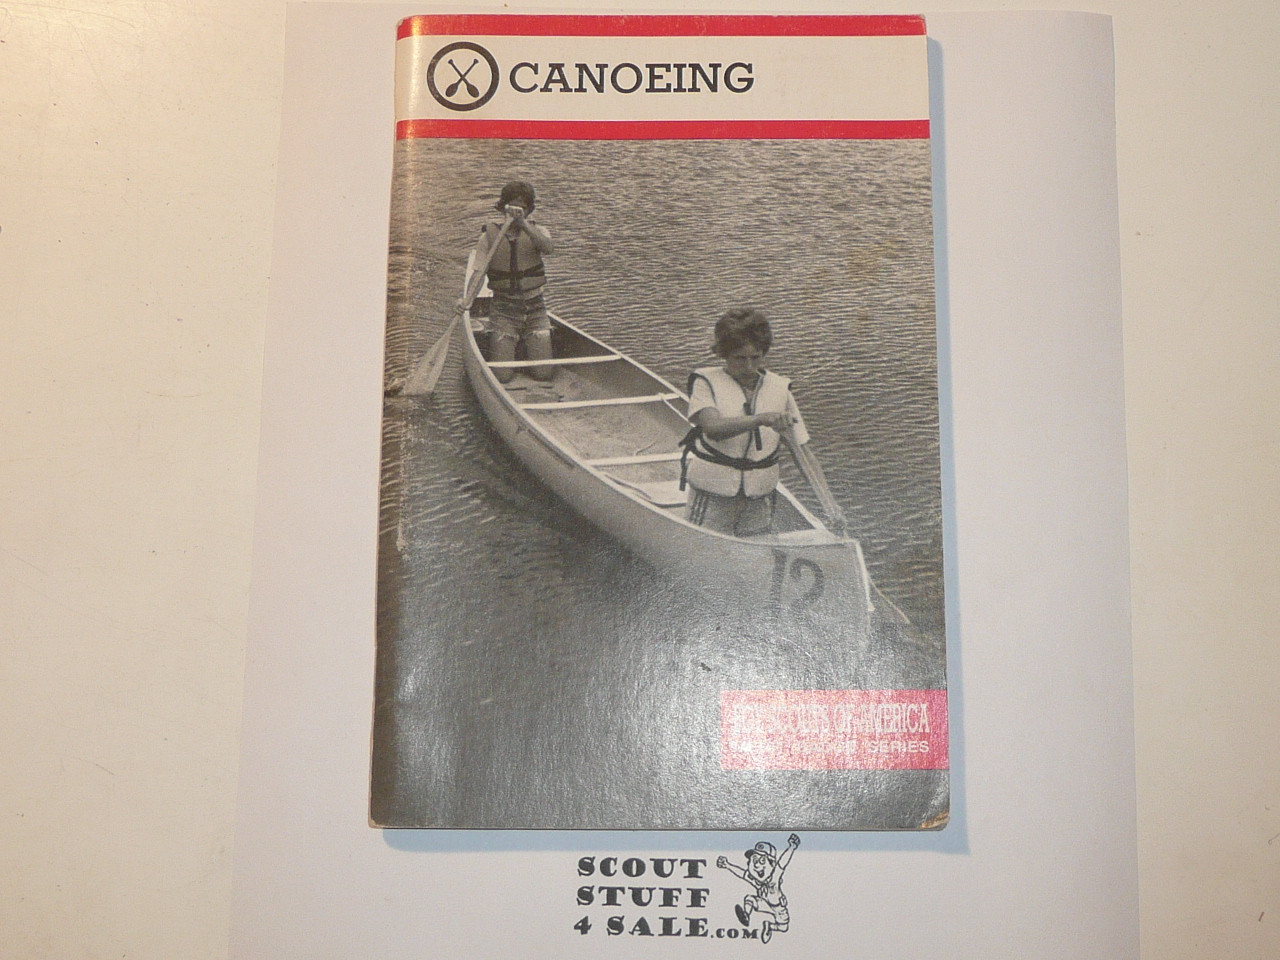 CANOEING
12
BOY SCOUTS OF AMERICA
MERIT BADGE SERIES
SCOUT
STUFF
4 SALE.COM